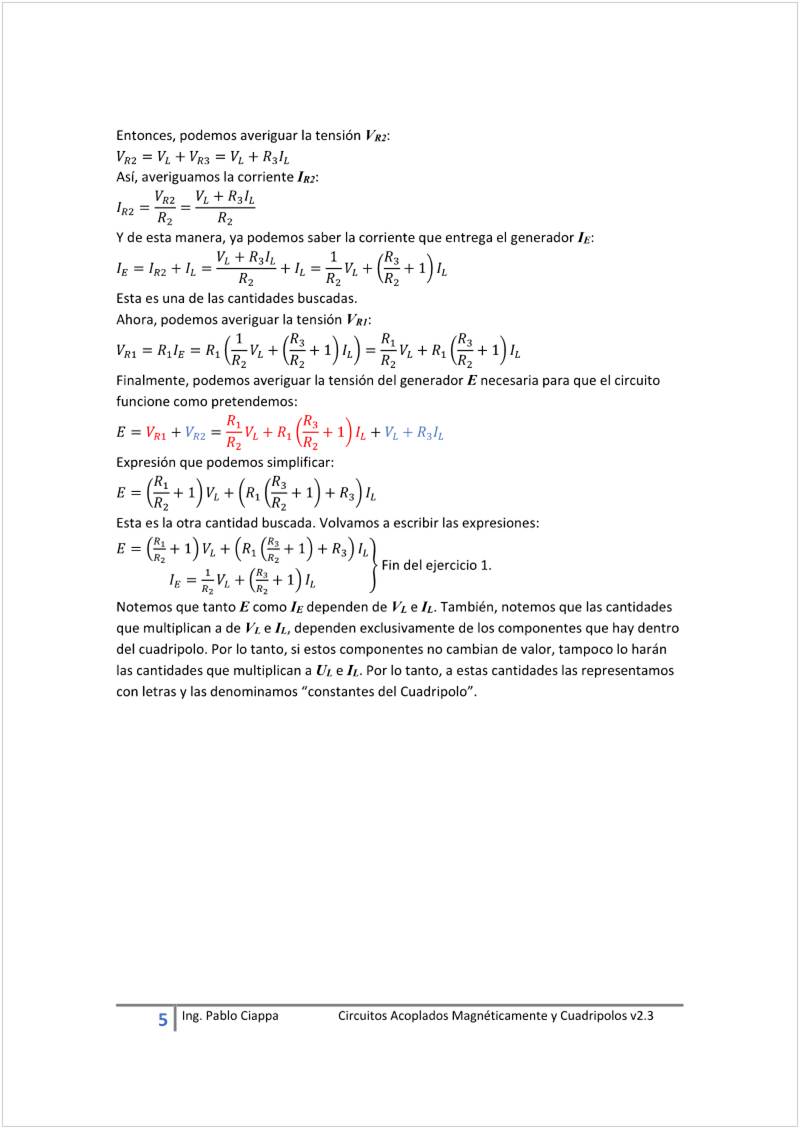 Entonces, podemos averiguar la tensión V_{R2}:
V_{R2} = V_L + V_{R3} = V_L + R_3 I_L
Así, averiguamos la corriente I_{R2}:
I_{R2} = \frac{V_{R2}}{R_2} = \frac{V_L + R_3 I_L}{R_2}
Y de esta manera, ya podemos saber la corriente que entrega el generador I_E:
I_E = I_{R2} + I_L = \frac{V_L + R_3 I_L}{R_2} + I_L = \frac{1}{R_2} V_L + \left(\frac{R_3}{R_2} + 1\right) I_L
Esta es una de las cantidades buscadas.
Ahora, podemos averiguar la tensión V_{R1}:
V_{R1} = R_1 I_E = R_1 \left(\frac{1}{R_2} V_L + \left(\frac{R_3}{R_2} + 1\right) I_L\right) = \frac{R_1}{R_2} V_L + R_1 \left(\frac{R_3}{R_2} + 1\right) I_L
Finalmente, podemos averiguar la tensión del generador E necesaria para que el circuito
funcione como pretendemos:
E = V_{R1} + V_{R2} = \frac{R_1}{R_2} V_L + R_1 \left(\frac{R_3}{R_2} + 1\right) I_L + V_L + R_3 I_L
Expresión que podemos simplificar:
E = \left(\frac{R_1}{R_2} + 1\right) V_L + \left(R_1 \left(\frac{R_3}{R_2} + 1\right) + R_3\right) I_L
Esta es la otra cantidad buscada. Volvamos a escribir las expresiones:
E = \left(\frac{R_1}{R_2} + 1\right) V_L + \left(R_1 \left(\frac{R_3}{R_2} + 1\right) + R_3\right) I_L
I_E = \frac{1}{R_2} V_L + \left(\frac{R_3}{R_2} + 1\right) I_L } Fin del ejercicio 1.
Notemos que tanto E como I_E dependen de V_L e I_L. También, notemos que las cantidades
que multiplican a de V_L e I_L, dependen exclusivamente de los componentes que hay dentro
del cuadripolo. Por lo tanto, si estos componentes no cambian de valor, tampoco lo harán
las cantidades que multiplican a U_L e I_L. Por lo tanto, a estas cantidades las representamos
con letras y las denominamos “constantes del Cuadripolo”.
5 Ing. Pablo Ciappa Circuitos Acoplados Magnéticamente y Cuadripolos v2.3